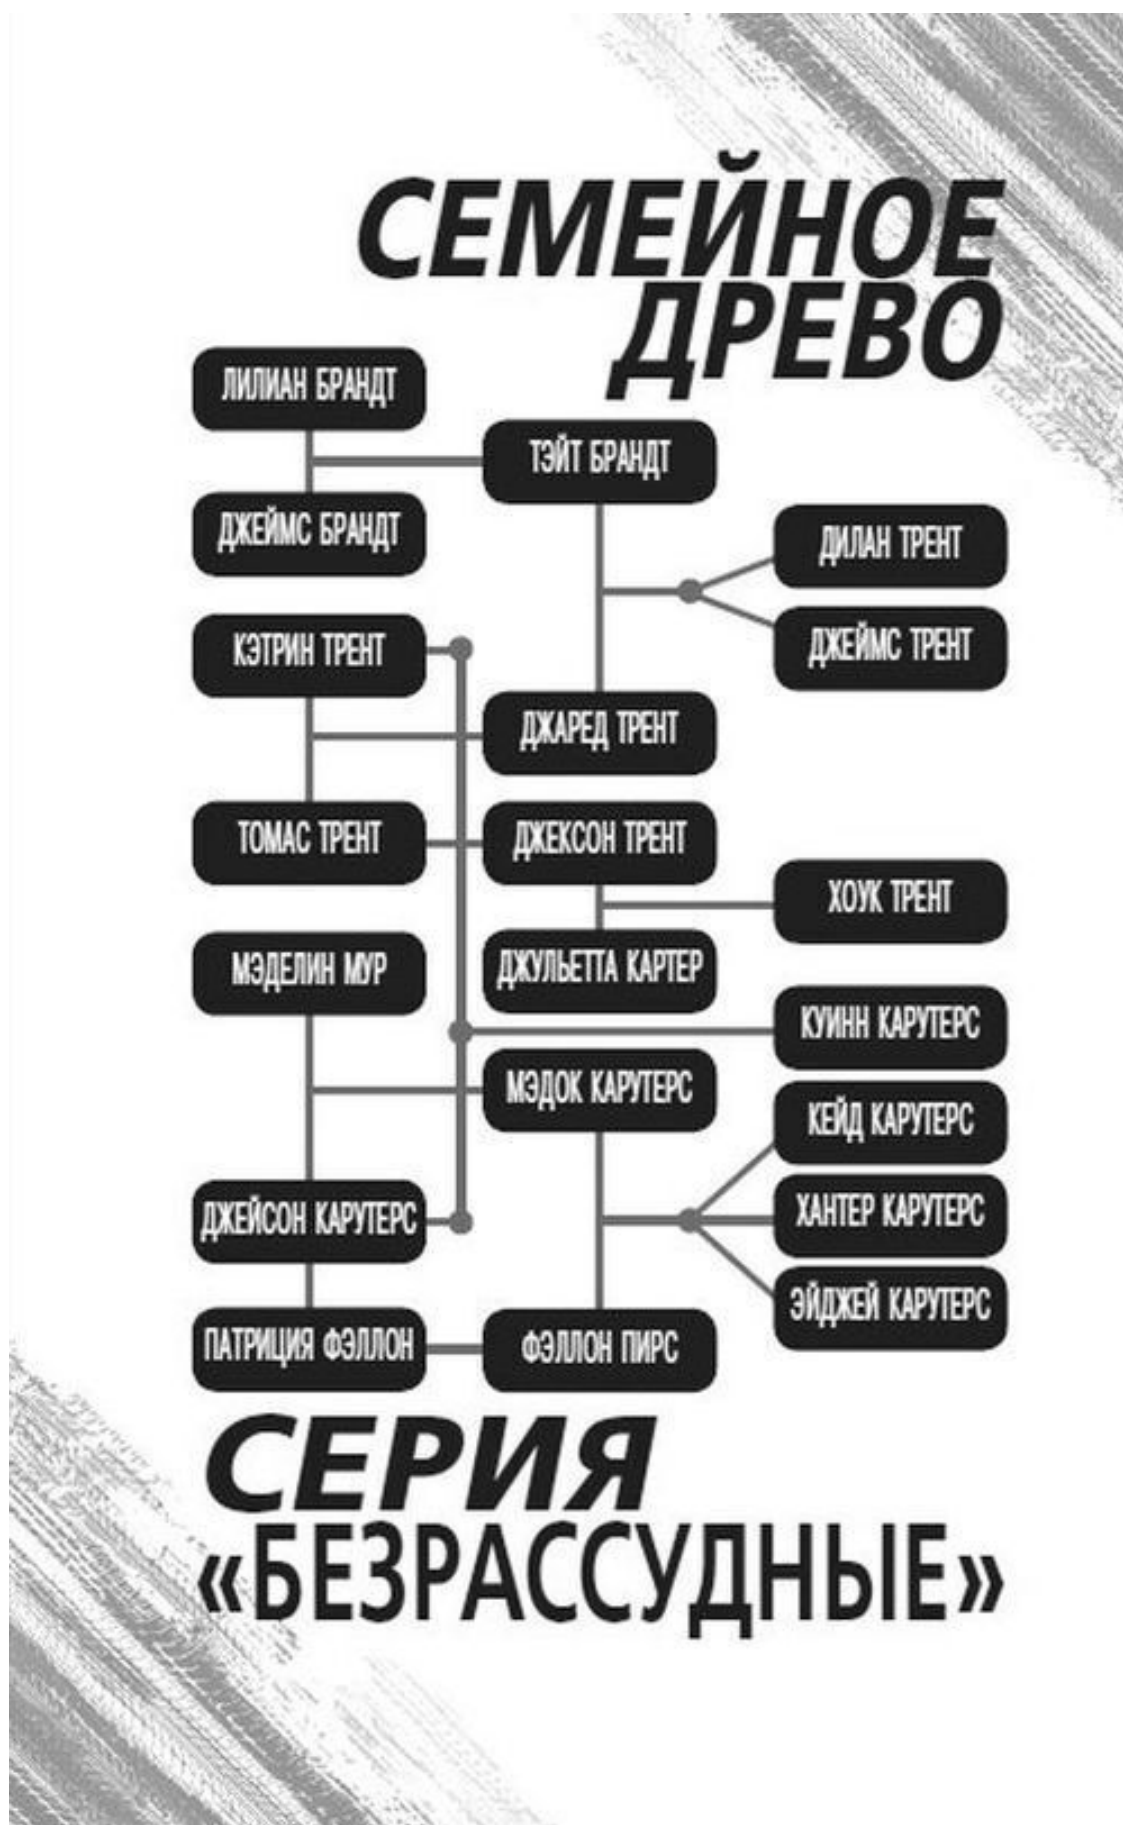 СЕМЕЙНОЕ
ДРЕВО
ЛИЛИАН БРАНДТ
ТЭЙТ БРАНДТ
ДЖЕЙМС БРАНДТ
ДИЛАН ТРЕНТ
КЭТРИН ТРЕНТ
ДЖЕЙМС ТРЕНТ
ДЖАРЕД ТРЕНТ
ТОМАС ТРЕНТ
ДЖЕКСОН ТРЕНТ
ХОУК ТРЕНТ
МЭДЕЛИН МУР
ДЖУЛЬЕТТА КАРТЕР
КУИНН КАРУТЕРС
МЭДОК КАРУТЕРС
КЕЙД КАРУТЕРС
ДЖЕЙСОН КАРУТЕРС
ХАНТЕР КАРУТЕРС
ЭЙДЖЕЙ КАРУТЕРС
ПАТРИЦИЯ ФЭЛЛОН
ФЭЛЛОН ПИРС
СЕРИЯ
«БЕЗРАССУДНЫЕ»